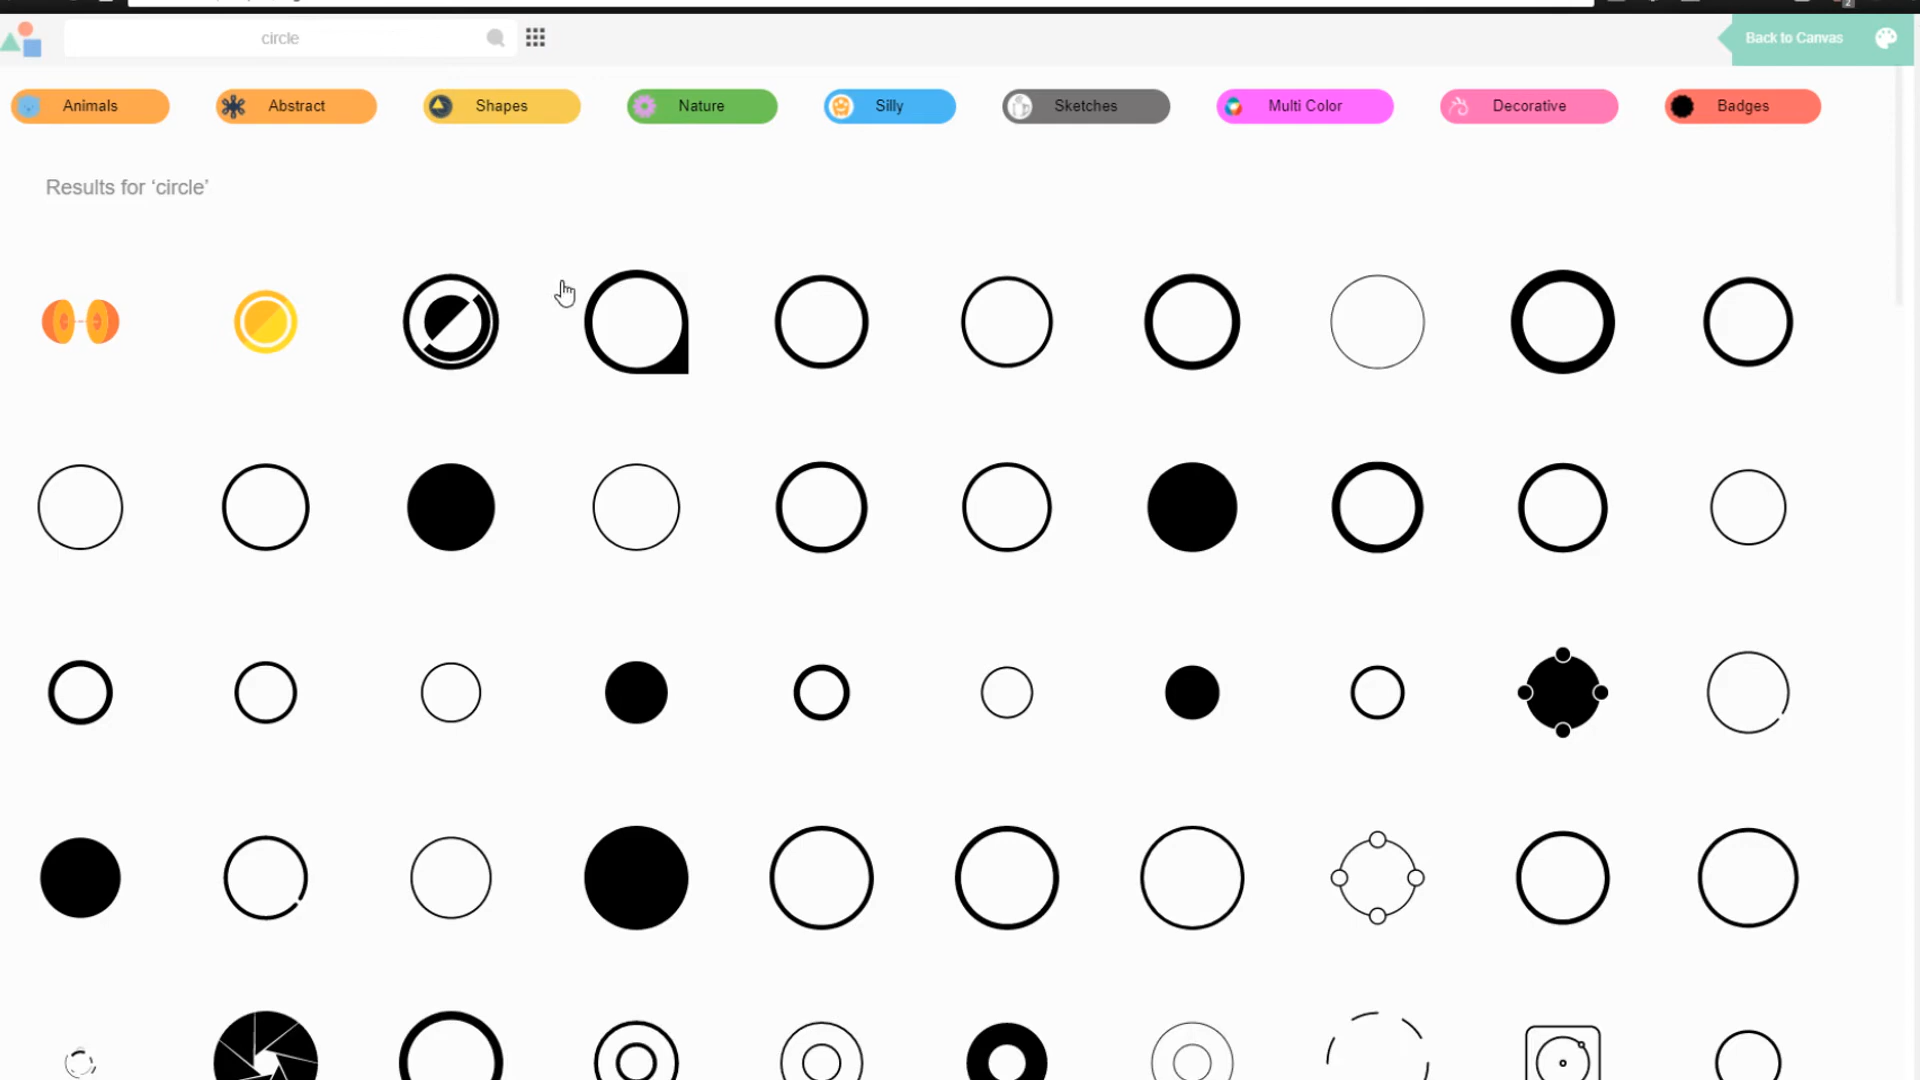 circle
Back to Canvas
Animals
Abstract
Shapes
Nature
Silly
Sketches
Multi Color
Decorative
Badges
Results for ‘circle’